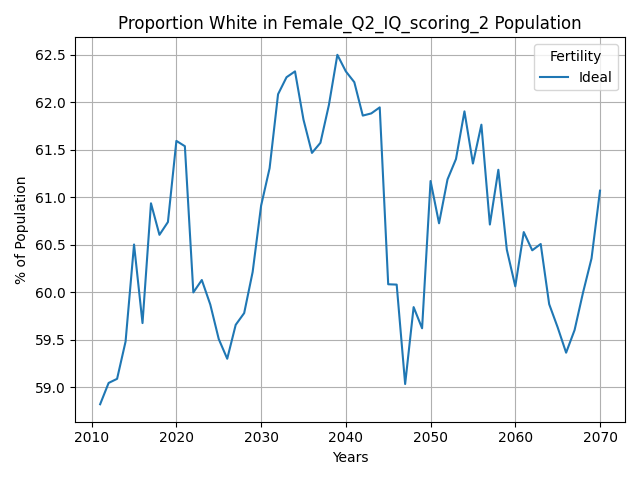 Proportion White in Female_Q2_IQ_scoring_2 Population
62.5
62.0
61.5
61.0
60.5
60.0
59.5
59.0
% of Population
Fertility
Ideal
2010 2020 2030 2040 2050 2060 2070
Years